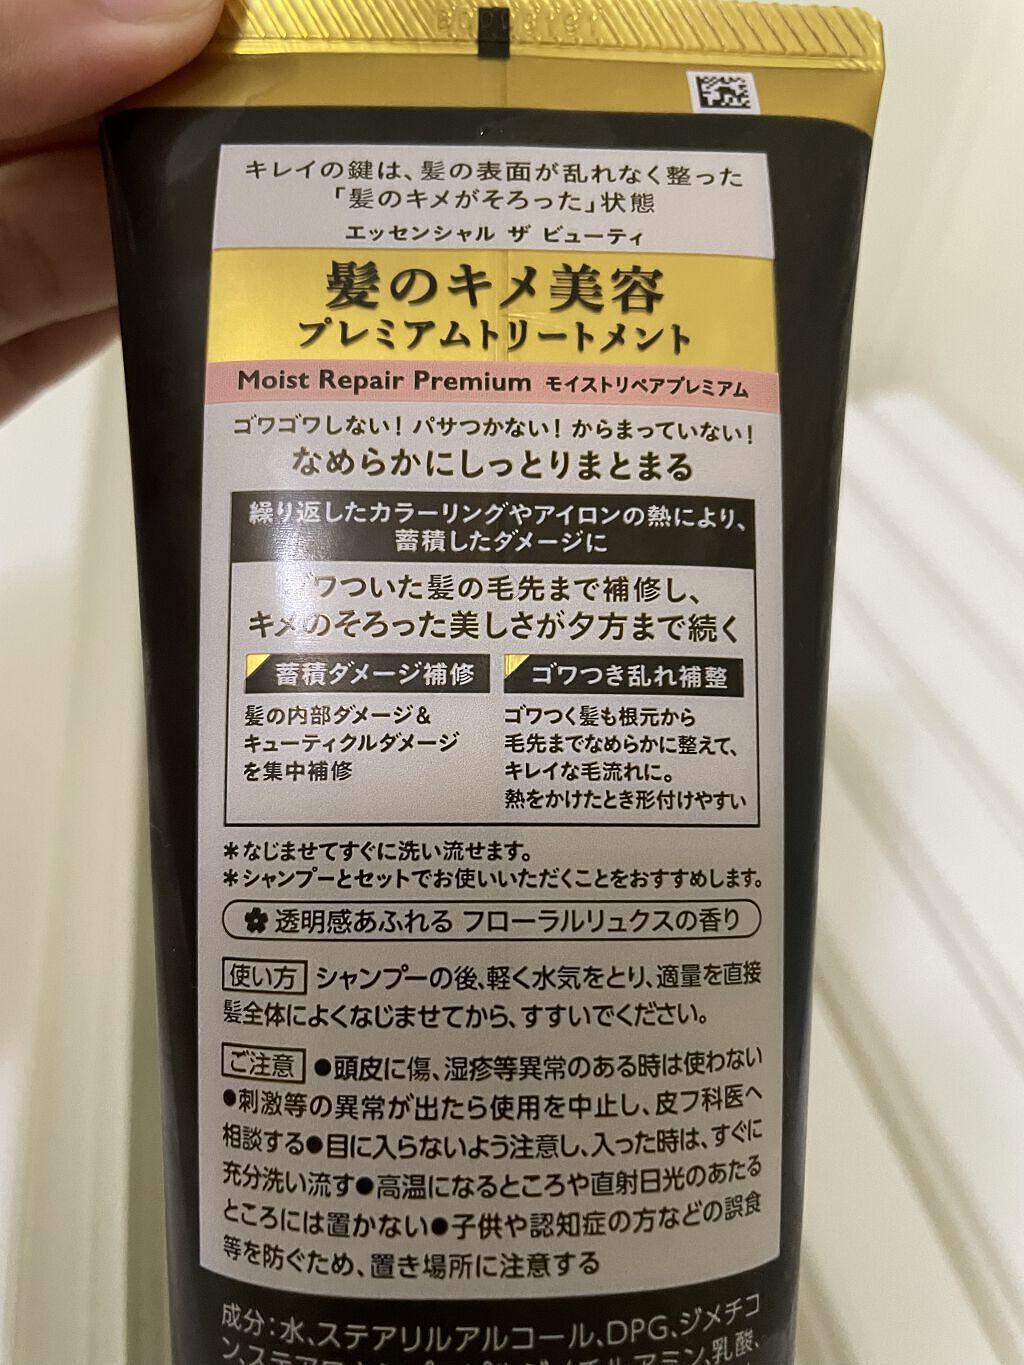 キレイの鍵は、髪の表面が乱れなく整った
「髪のキメがそろった」状態
エッセンシャル ザ ビューティ
髪のキメ美容
プレミアムトリートメント
Moist Repair Premium モイストリペアプレミアム
ゴワゴワしない! パサつかない! からまっていない!
なめらかにしっとりまとまる
繰り返したカラーリングやアイロンの熱により、
蓄積したダメージに
ゴワついた髪の毛先まで補修し、
キメのそろった美しさが夕方まで続く
蓄積ダメージ補修
髪の内部ダメージ&
キューティクルダメージ
を集中補修
ゴワつき乱れ補整
ゴワつく髪も根元から
毛先までなめらかに整えて、
キレイな毛流れに。
熱をかけたとき形付けやすい
*なじませてすぐに洗い流せます。
*シャンプーとセットでお使いいただくことをおすすめします。
透明感あふれる フローラルリュクスの香り
使い方 シャンプーの後、軽く水気をとり、適量を直接
髪全体によくなじませてから、すすいでください。
ご注意 ●頭皮に傷、湿疹等異常のある時は使わない
●刺激等の異常が出たら使用を中止し、皮フ科医へ
相談する●目に入らないよう注意し、入った時は、すぐに
充分洗い流す●高温になるところや直射日光のあたる
ところには置かない●子供や認知症の方などの誤食
等を防ぐため、置き場所に注意する
成分:水、ステアリルアルコール、DPG、ジメチコ